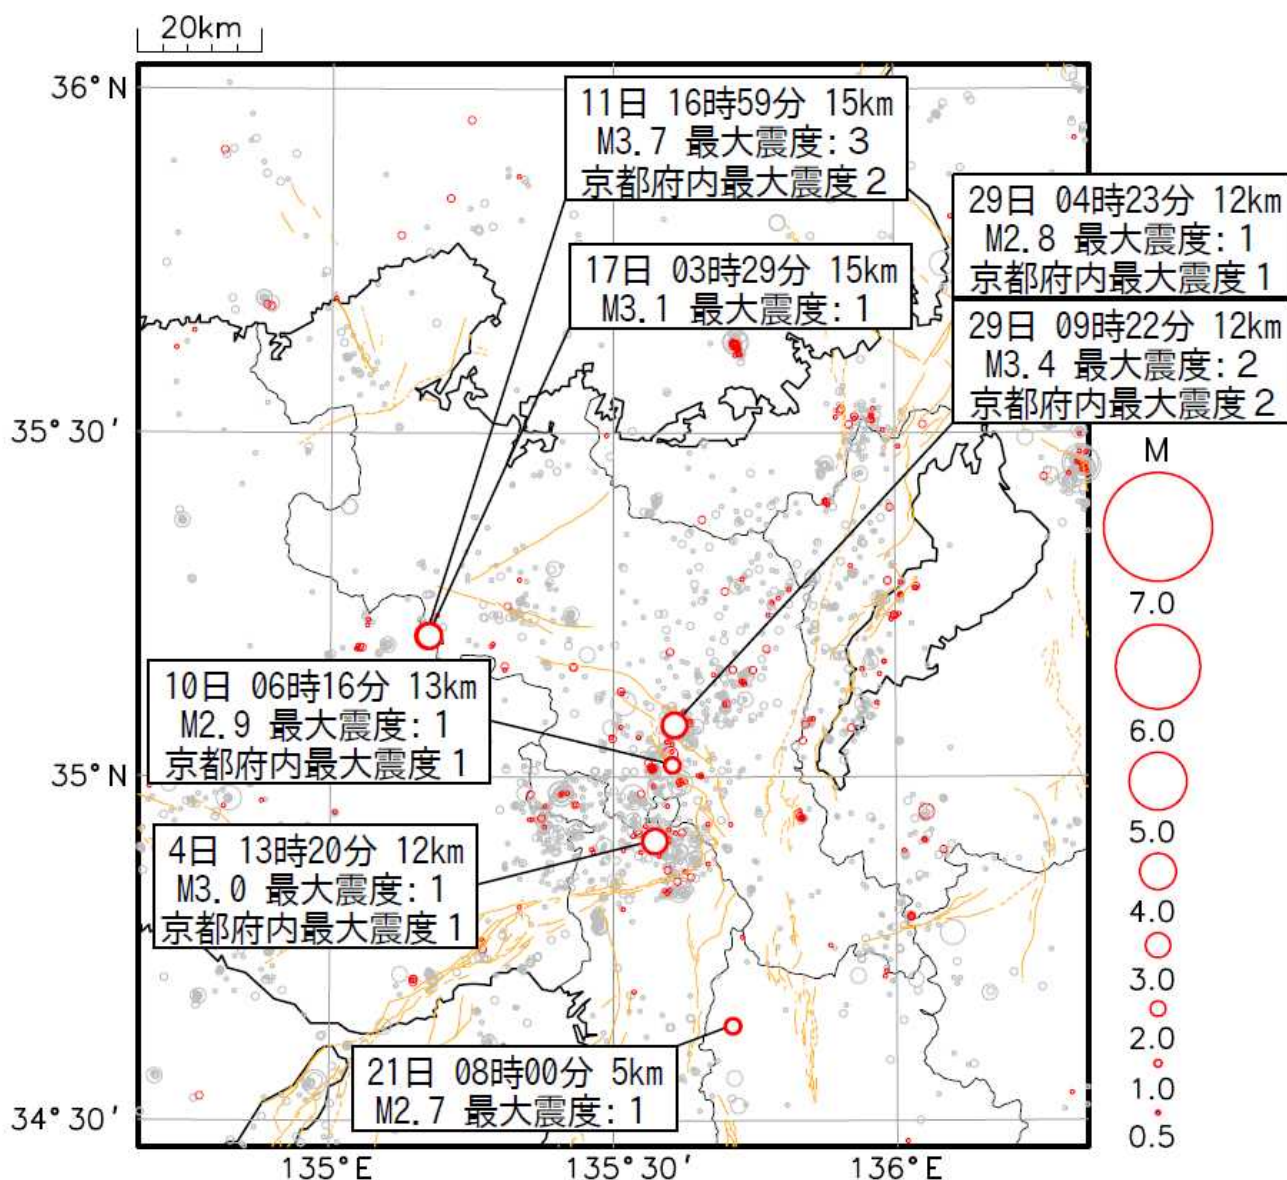 20km
36°N
11日 16時59分 15km
M3.7 最大震度:3
京都府内最大震度2
29日 04時23分 12km
M2.8 最大震度:1
京都府内最大震度1
17日 03時29分 15km
M3.1 最大震度:1
29日 09時22分 12km
M3.4 最大震度:2
京都府内最大震度2
35°30′
M
7.0
10日 06時16分 13km
M2.9 最大震度:1
京都府内最大震度1
6.0
35°N
5.0
4日 13時20分 12km
M3.0 最大震度:1
京都府内最大震度1
4.0
3.0
2.0
21日 08時00分 5km
M2.7 最大震度:1
1.0
34°30′
0.5
135°E
135°30′
136°E